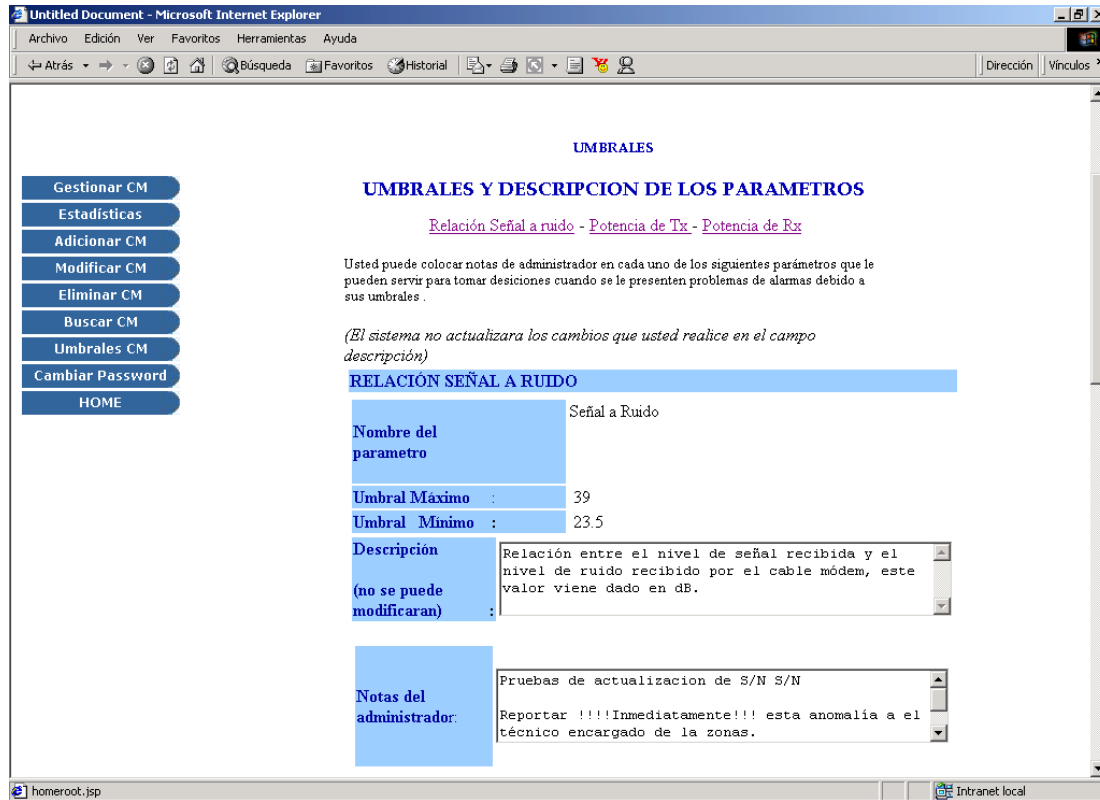 Untitled Document - Microsoft Internet Explorer
Archivo Edición Ver Favoritos Herramientas Ayuda
Atrás Búsqueda Favoritos Historial Dirección Vínculos
UMBRALES
Gestionar CM
Estadísticas
Adicionar CM
Modificar CM
Eliminar CM
Buscar CM
Umbrales CM
Cambiar Password
HOME
UMBRALES Y DESCRIPCION DE LOS PARAMETROS
Relación Señal a ruido - Potencia de Tx - Potencia de Rx
Usted puede colocar notas de administrador en cada uno de los siguientes parámetros que le
pueden servir para tomar desiciones cuando se le presenten problemas de alarmas debido a
sus umbrales .
(El sistema no actualizara los cambios que usted realice en el campo
descripción)
RELACIÓN SEÑAL A RUIDO
Nombre del
parametro
Señal a Ruido
Umbral Máximo : 39
Umbral Mínimo : 23.5
Descripción
(no se puede
modificaran) :
Relación entre el nivel de señal recibida y el
nivel de ruido recibido por el cable módem, este
valor viene dado en dB.
Notas del
administrador:
Pruebas de actualizacion de S/N S/N
Reportar !!!!Inmediatamente!!! esta anomalía a el
técnico encargado de la zonas.
homeroot.jsp
Intranet local